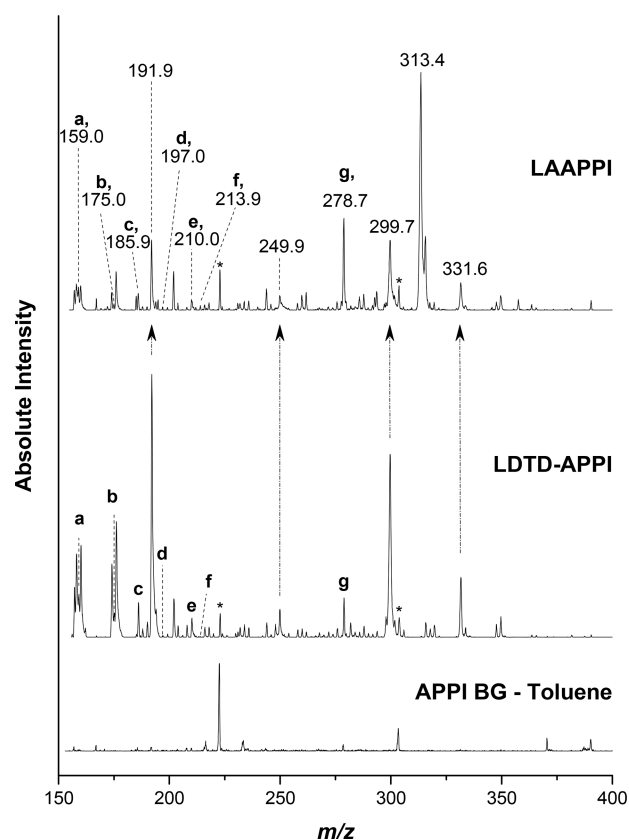 313.4
191.9
a,
159.0
d,
197.0
LAAPPI
b,
175.0
f,
213.9
g,
278.7
c,
185.9
e,
210.0
249.9
299.7
*
*
331.6
Absolute Intensity
LDTD-APPI
a
b
c
d
e
f
*
g
*
APPI BG - Toluene
150 200 250 300 350 400
m/z